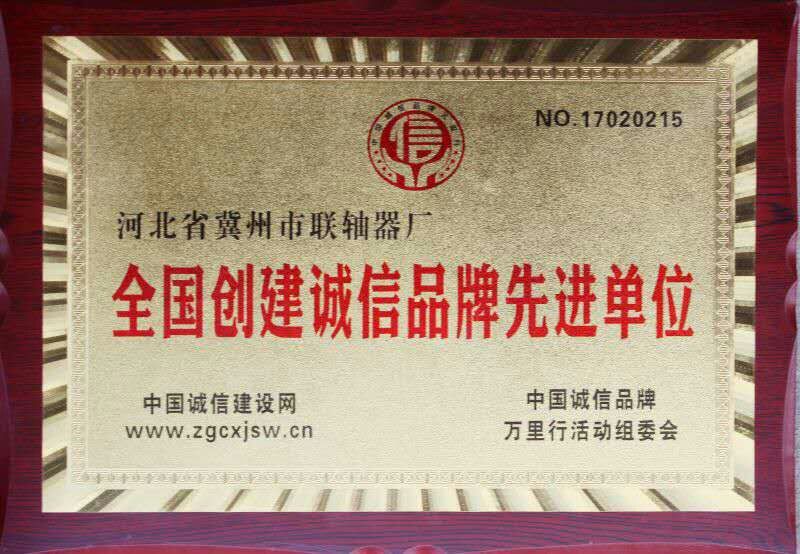 信
NO.17020215
河北省冀州市联轴器厂
全国创建诚信品牌先进单位
中国诚信建设网
www.zgcxjsw.cn
中国诚信品牌
万里行活动组委会